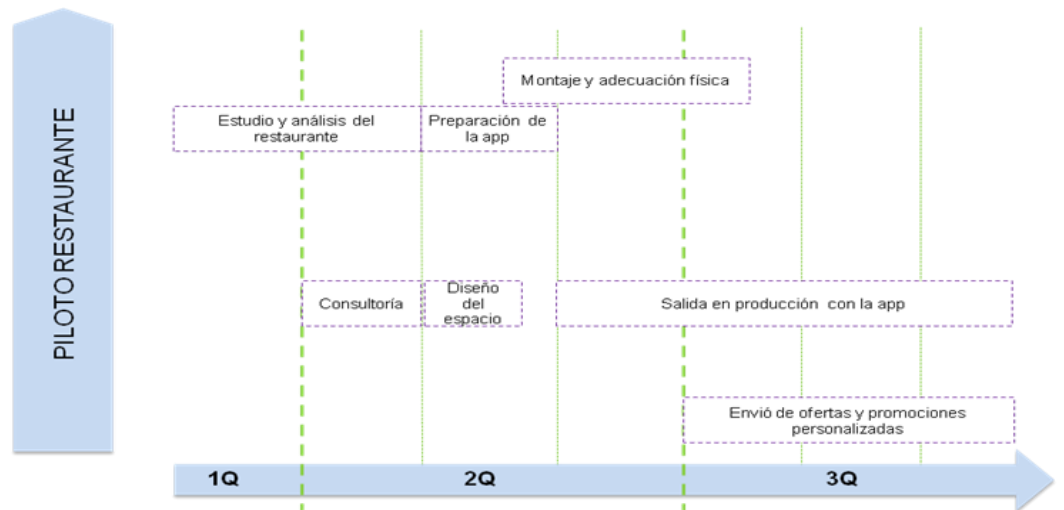 PILOTO RESTAURANTE
Montaje y adecuación física
Estudio y análisis del
restaurante
Preparación de
la app
Consultoría
Diseño
del
espacio
Salida en producción con la app
Envió de ofertas y promociones
personalizadas
1Q
2Q
3Q